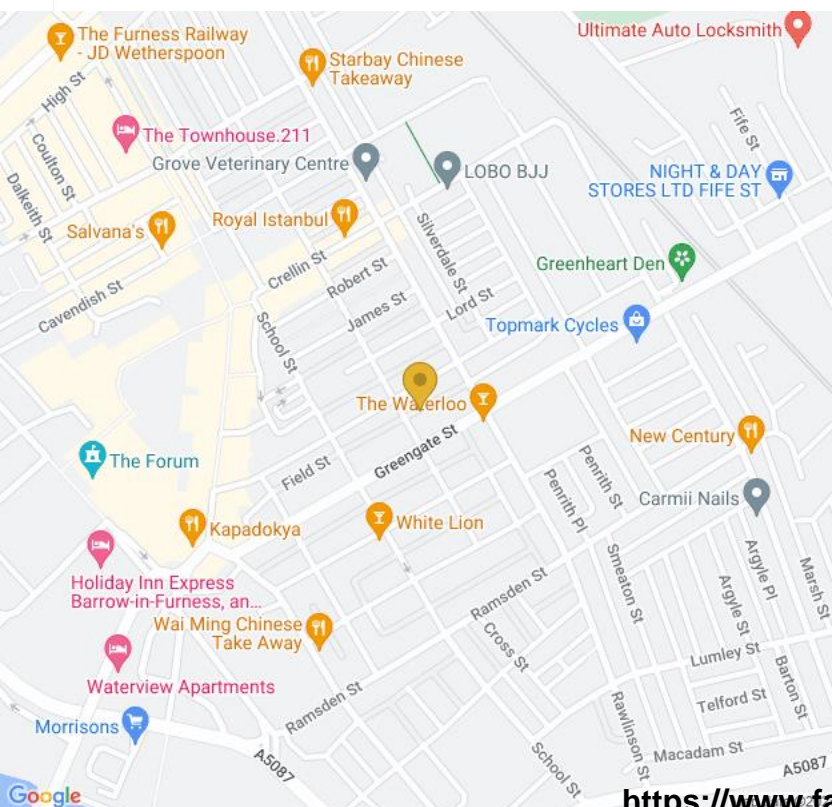 The Furness Railway
- JD Wetherspoon
Ultimate Auto Locksmith
Starbay Chinese
Takeaway
High St
Fife St
The Townhouse.211
Coulton St
Grove Veterinary Centre
LOBO BJJ
NIGHT & DAY
STORES LTD FIFE ST
Dalkeith St
Salvana's
Royal Istanbul
Silverdale St
Crellin St
Greenheart Den
Robert St
Cavendish St
James St
Lord St
School St
Topmark Cycles
The Waterloo
New Century
Greengate St
The Forum
Field St
Penrith St
Penrith Pl
Carmii Nails
White Lion
Kapadokya
Holiday Inn Express
Barrow-in-Furness, an...
Smeaton St
Argyle Pl
Marsh St
Ramsden St
Argyle St
Wai Ming Chinese
Take Away
Cross St
Lumley St
Waterview Apartments
Barton St
Telford St
Ramsden St
Rawlinson St
Morrisons
Macadam St
A5087
School St
A5087
Google